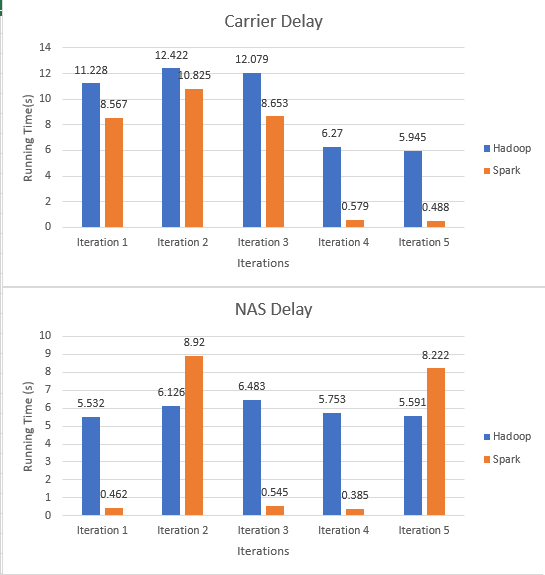 Carrier Delay
14
12
10
8
6
4
2
0
Running Time(s)
11.228
8.567
12.422
10.825
12.079
8.653
6.27
0.579
5.945
0.488
Iteration 1
Iteration 2
Iteration 3
Iteration 4
Iteration 5
Iterations
Hadoop
Spark
NAS Delay
10
9
8
7
6
5
4
3
2
1
0
Running Time (s)
5.532
0.462
6.126
8.92
6.483
0.545
5.753
0.385
5.591
8.222
Iteration 1
Iteration 2
Iteration 3
Iteration 4
Iteration 5
Iterations
Hadoop
Spark